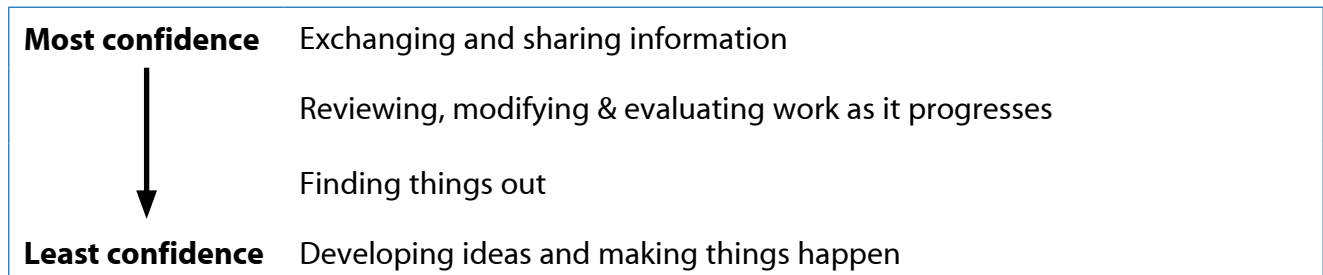 Most confidence Exchanging and sharing information
Reviewing, modifying & evaluating work as it progresses
Finding things out
Least confidence Developing ideas and making things happen